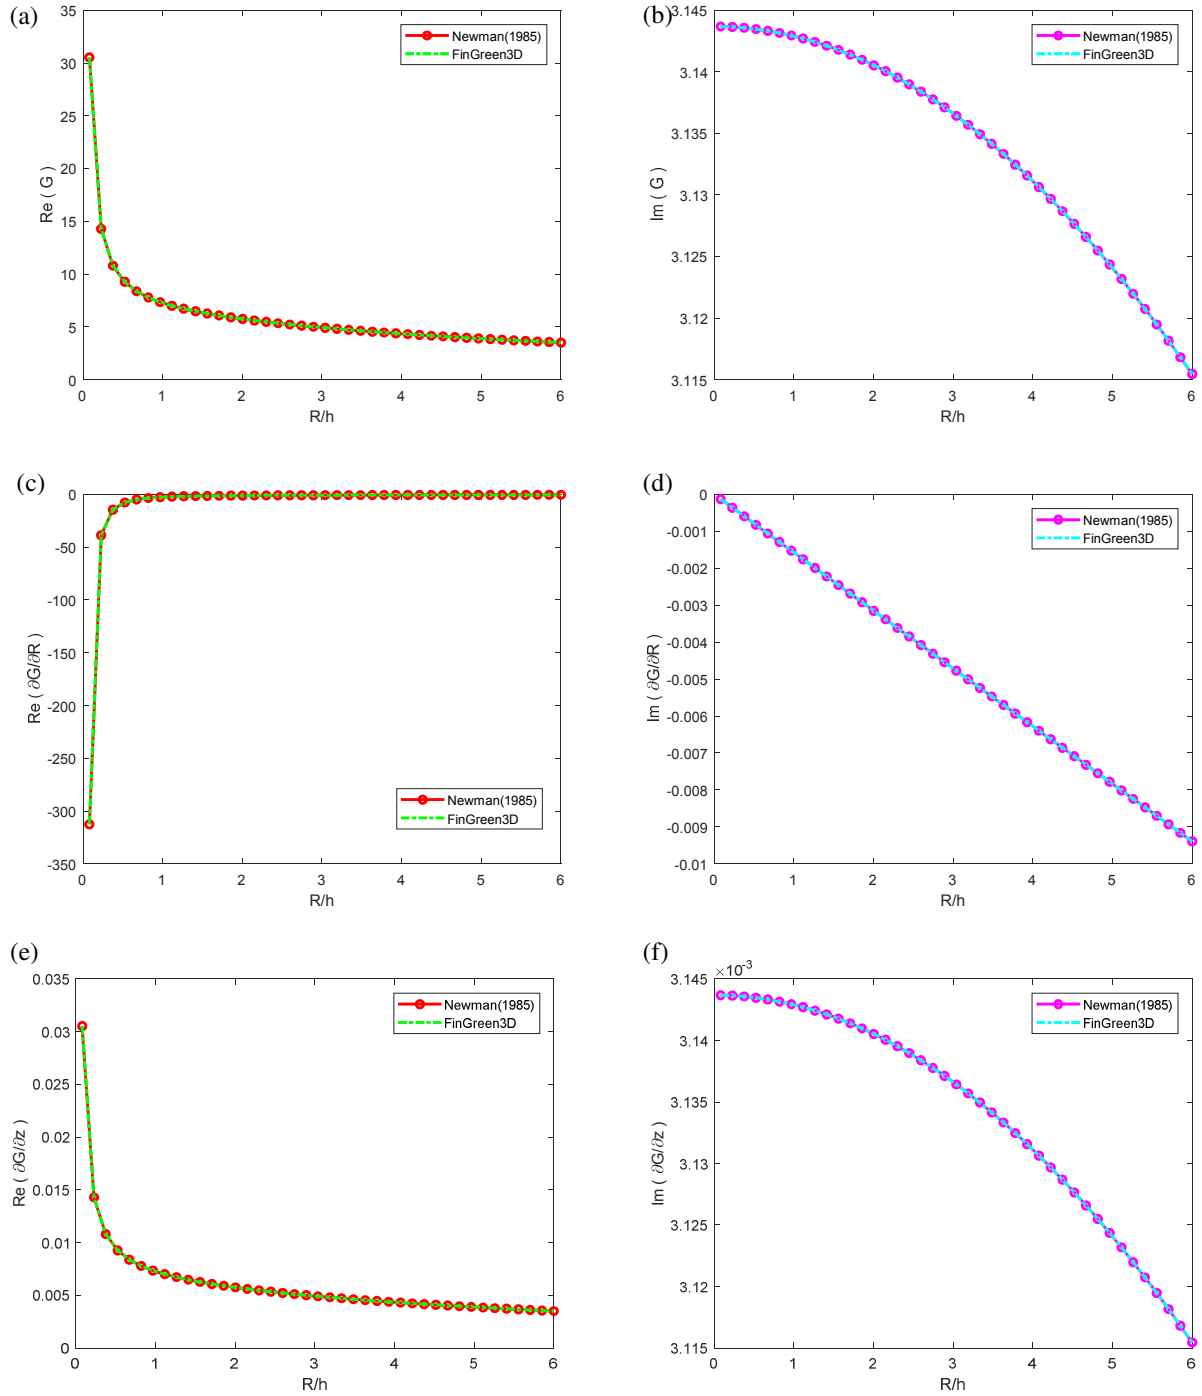 (a)
35
30
25
20
15
10
5
0
Re ( G )
0 1 2 3 4 5 6
R/h
Newman(1985)
FinGreen3D
(b)
3.145
3.14
3.135
3.13
3.125
3.12
3.115
Im ( G )
0 1 2 3 4 5 6
R/h
Newman(1985)
FinGreen3D
(c)
0
-50
-100
-150
-200
-250
-300
-350
Re ( ∂G/∂R )
0 1 2 3 4 5 6
R/h
Newman(1985)
FinGreen3D
(d)
0
-0.001
-0.002
-0.003
-0.004
-0.005
-0.006
-0.007
-0.008
-0.009
-0.01
Im ( ∂G/∂R )
0 1 2 3 4 5 6
R/h
Newman(1985)
FinGreen3D
(e)
0.035
0.03
0.025
0.02
0.015
0.01
0.005
0
Re ( ∂G/∂z )
0 1 2 3 4 5 6
R/h
Newman(1985)
FinGreen3D
(f)
×10⁻³
3.145
3.14
3.135
3.13
3.125
3.12
3.115
Im ( ∂G/∂z )
0 1 2 3 4 5 6
R/h
Newman(1985)
FinGreen3D